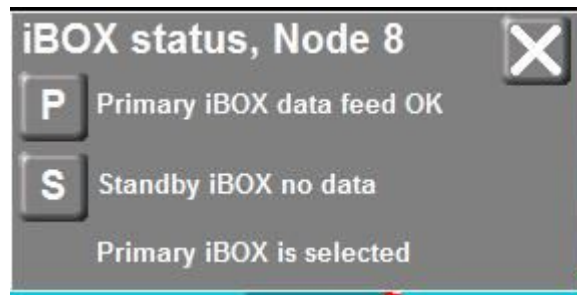 iBOX status, Node 8
P Primary iBOX data feed OK
S Standby iBOX no data
Primary iBOX is selected